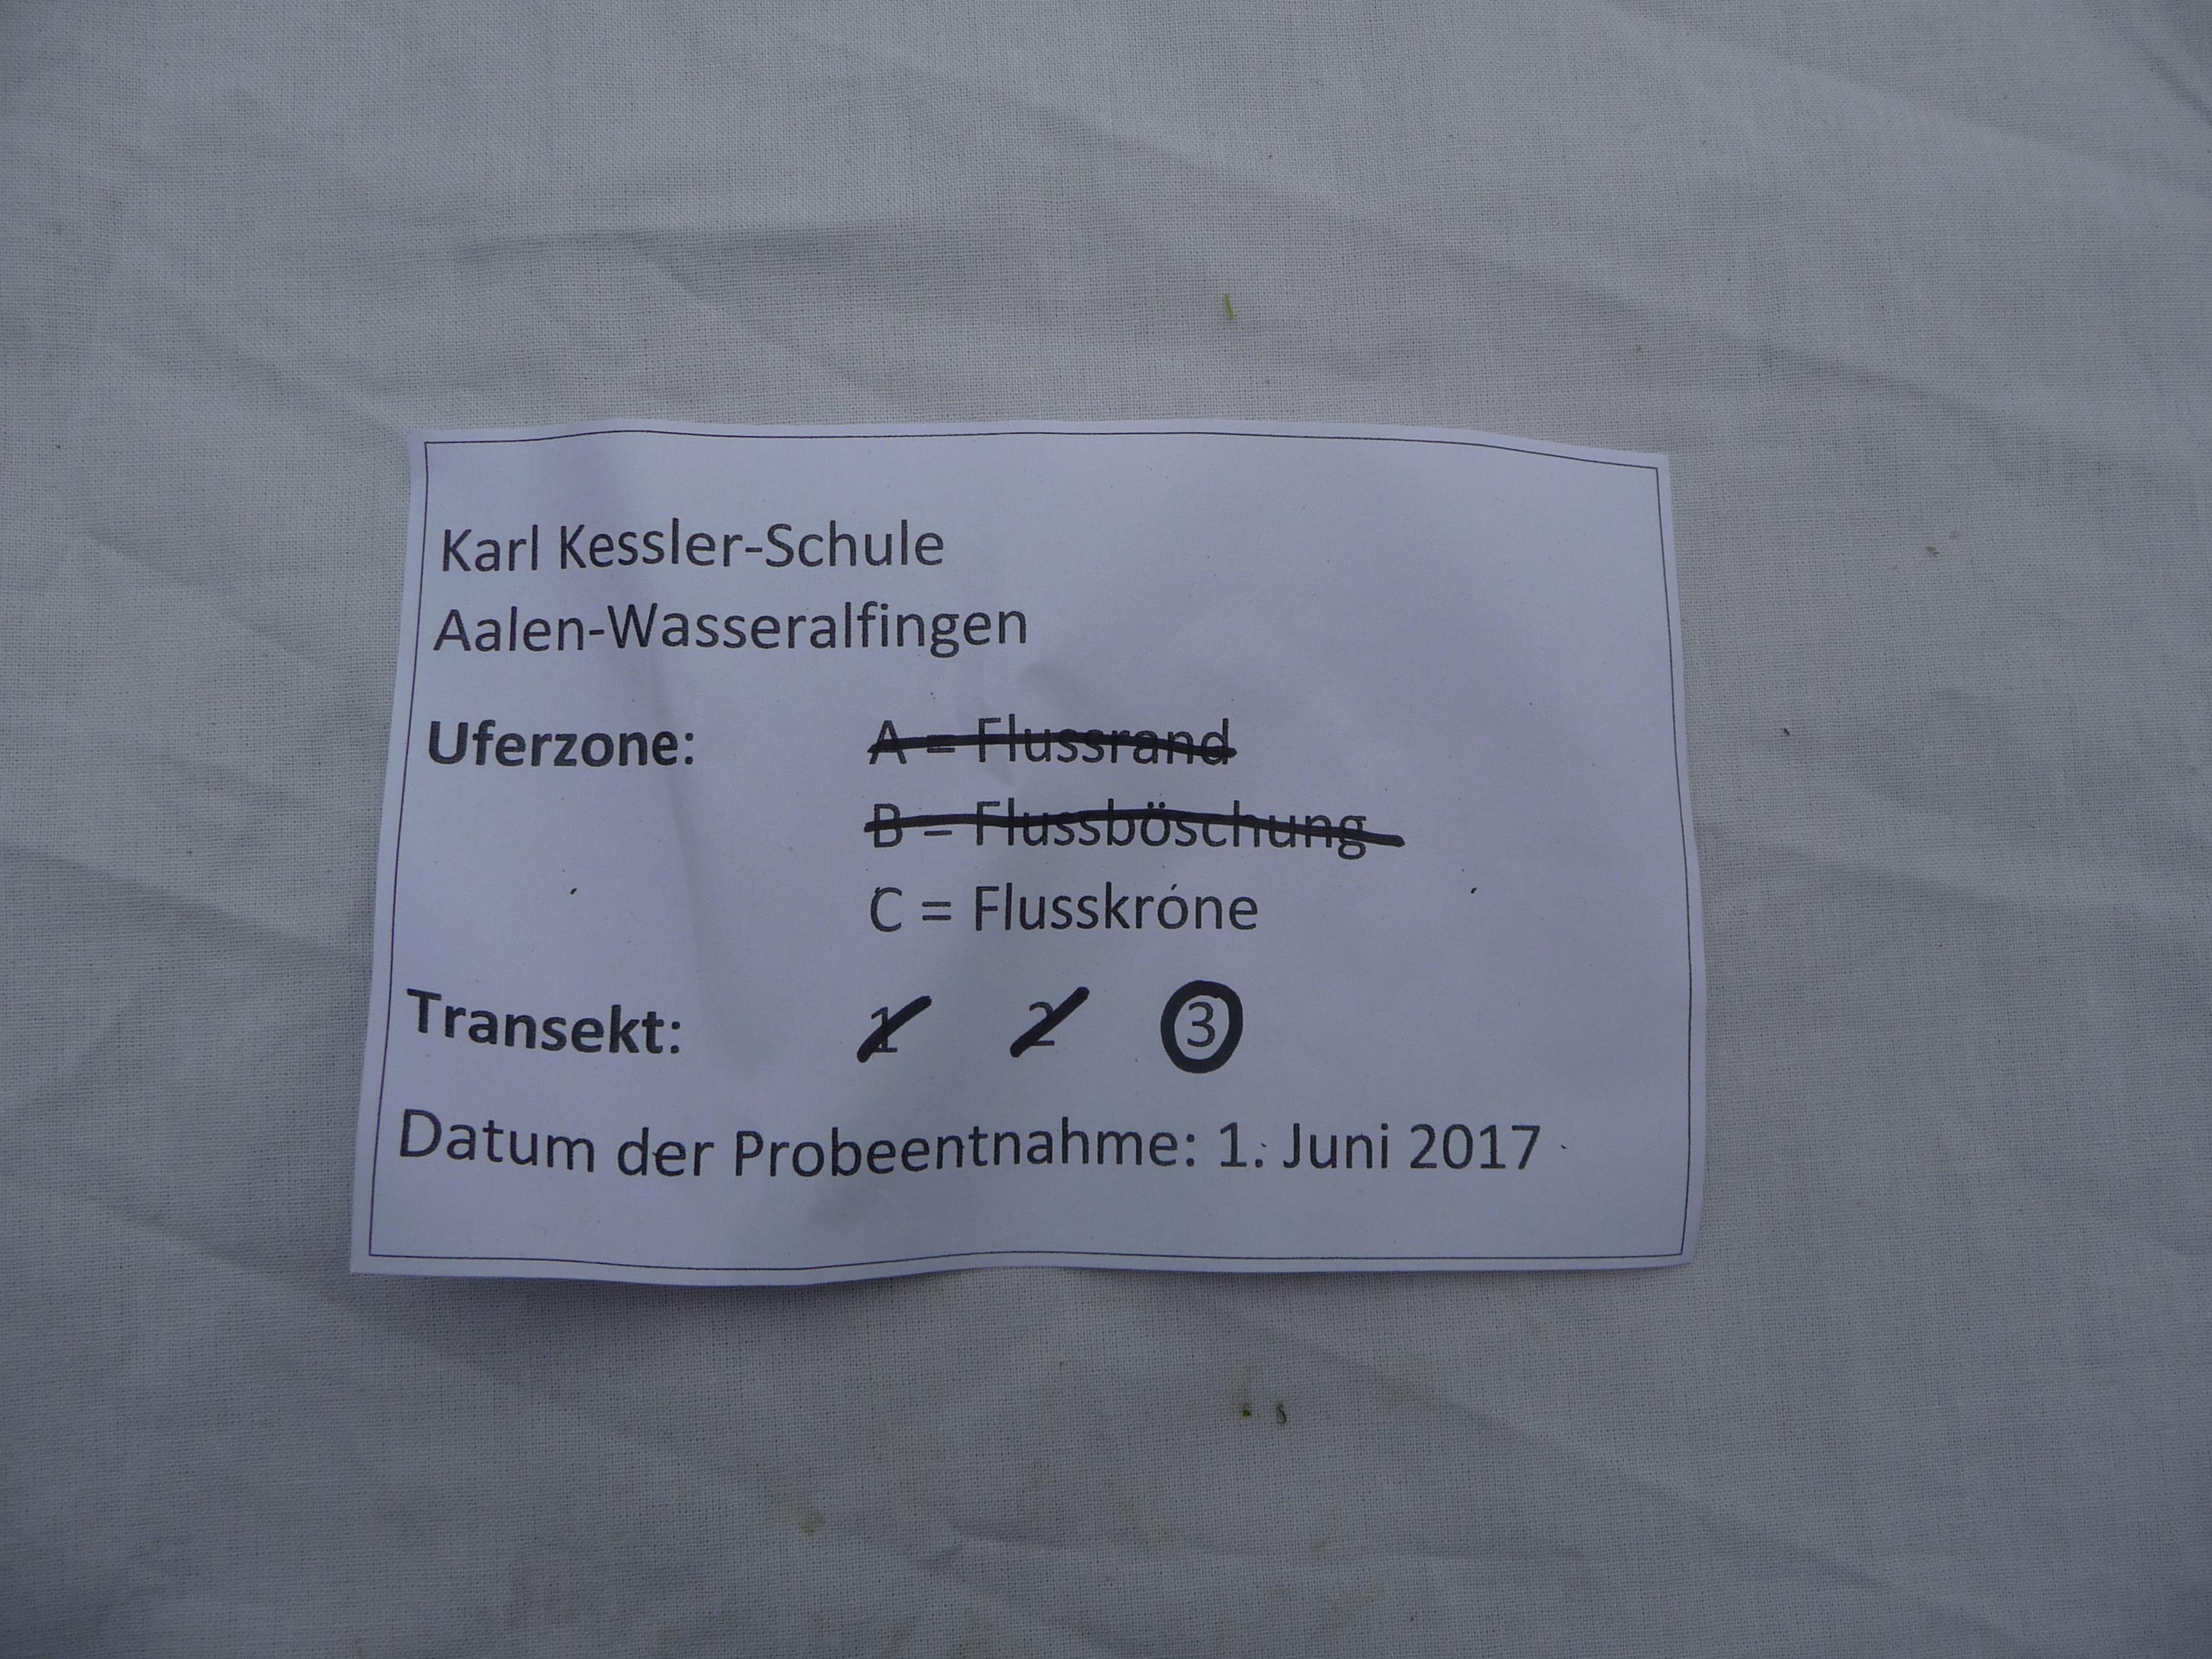 Karl Kessler-Schule
Aalen-Wasseralfingen
Uferzone: A = Flussrand
B = Flussböschung
C = Flusskrone
Transekt: 1 2 3
Datum der Probeentnahme: 1. Juni 2017